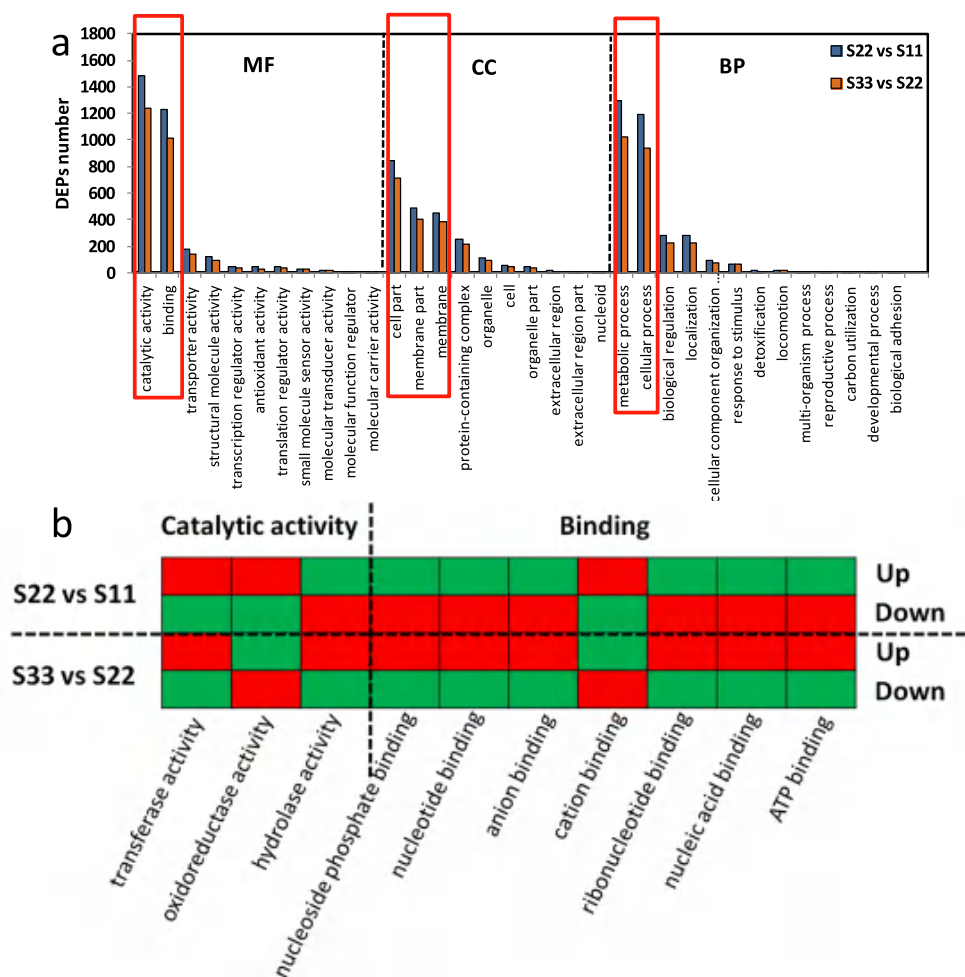 a
1800
1600
1400
1200
1000
800
600
400
200
0
DEPs number
MF
CC
BP
S22 vs S11
S33 vs S22
catalytic activity
binding
transporter activity
structural molecule activity
transcription regulator activity
antioxidant activity
translation regulator activity
small molecule sensor activity
molecular transducer activity
molecular function regulator
molecular carrier activity
cell part
membrane part
membrane
protein-containing complex
organelle
cell
organelle part
extracellular region
extracellular region part
nucleoid
metabolic process
cellular process
biological regulation
localization
cellular component organization ...
response to stimulus
detoxification
locomotion
multi-organism process
reproductive process
carbon utilization
developmental process
biological adhesion
b
Catalytic activity
Binding
S22 vs S11
Up
Down
S33 vs S22
Up
Down
transferase activity
oxidoreductase activity
hydrolase activity
nucleoside phosphate binding
nucleotide binding
anion binding
cation binding
ribonucleotide binding
nucleic acid binding
ATP binding